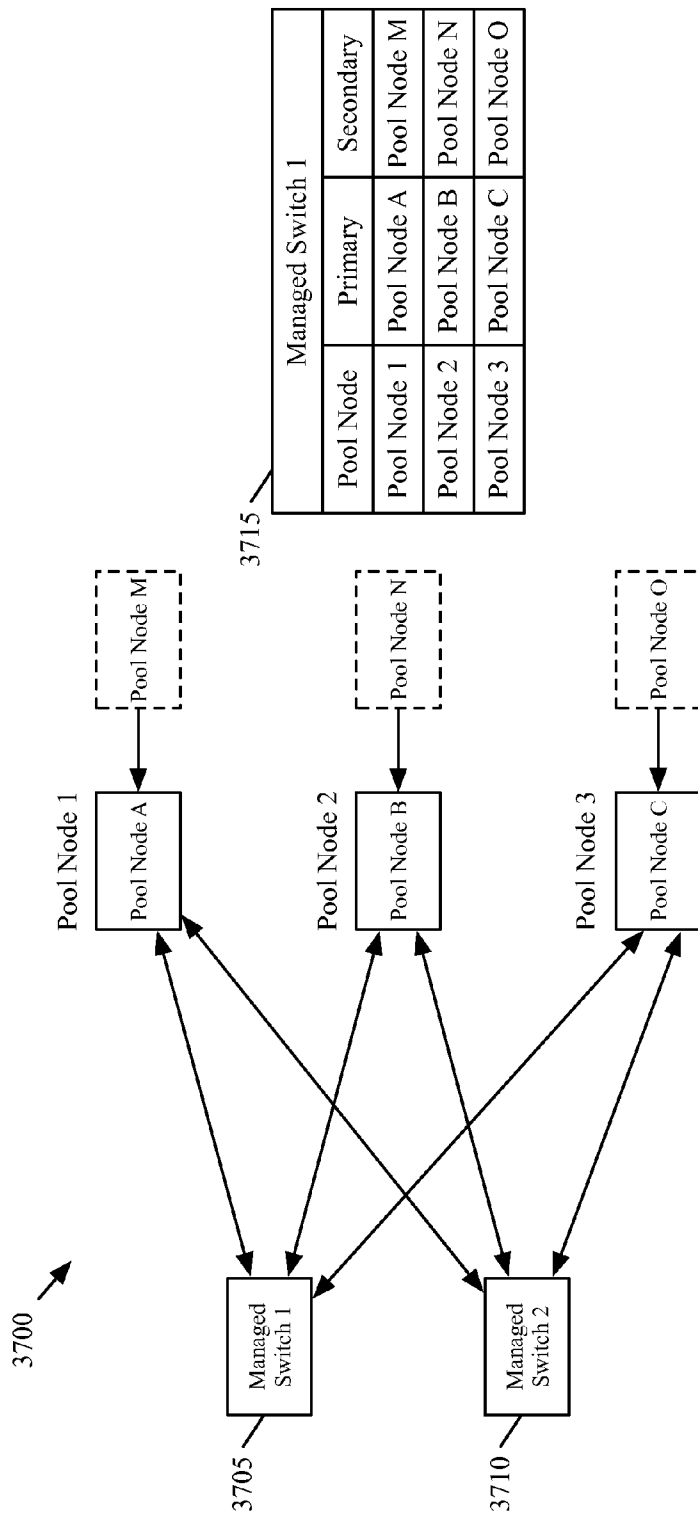 3700
3705
Managed
Switch 1
3710
Managed
Switch 2
Pool Node 1
Pool Node A
Pool Node M
Pool Node 2
Pool Node B
Pool Node N
Pool Node 3
Pool Node C
Pool Node O
3715
Managed Switch 1
Pool Node Primary Secondary
Pool Node 1 Pool Node A Pool Node M
Pool Node 2 Pool Node B Pool Node N
Pool Node 3 Pool Node C Pool Node O